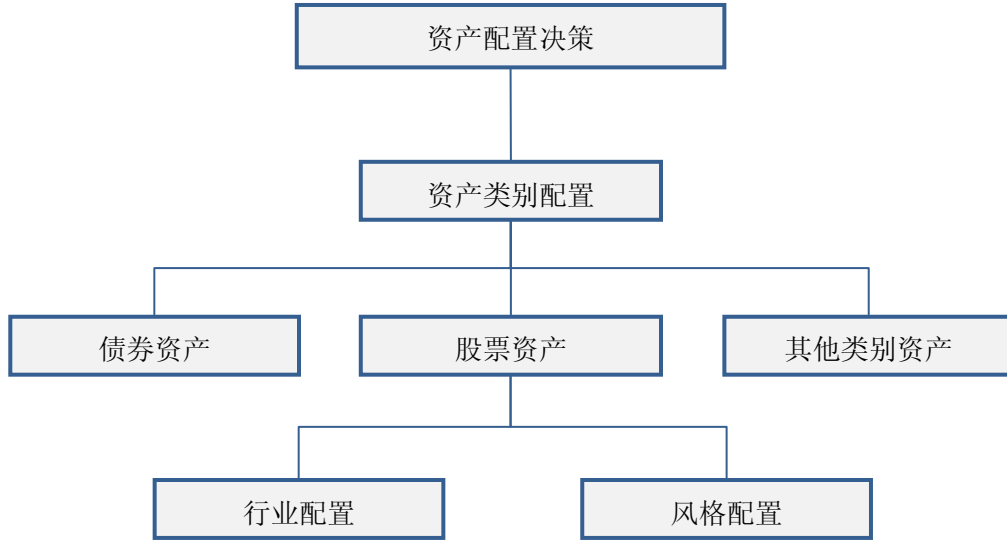 资产配置决策
资产类别配置
债券资产
股票资产
其他类别资产
行业配置
风格配置